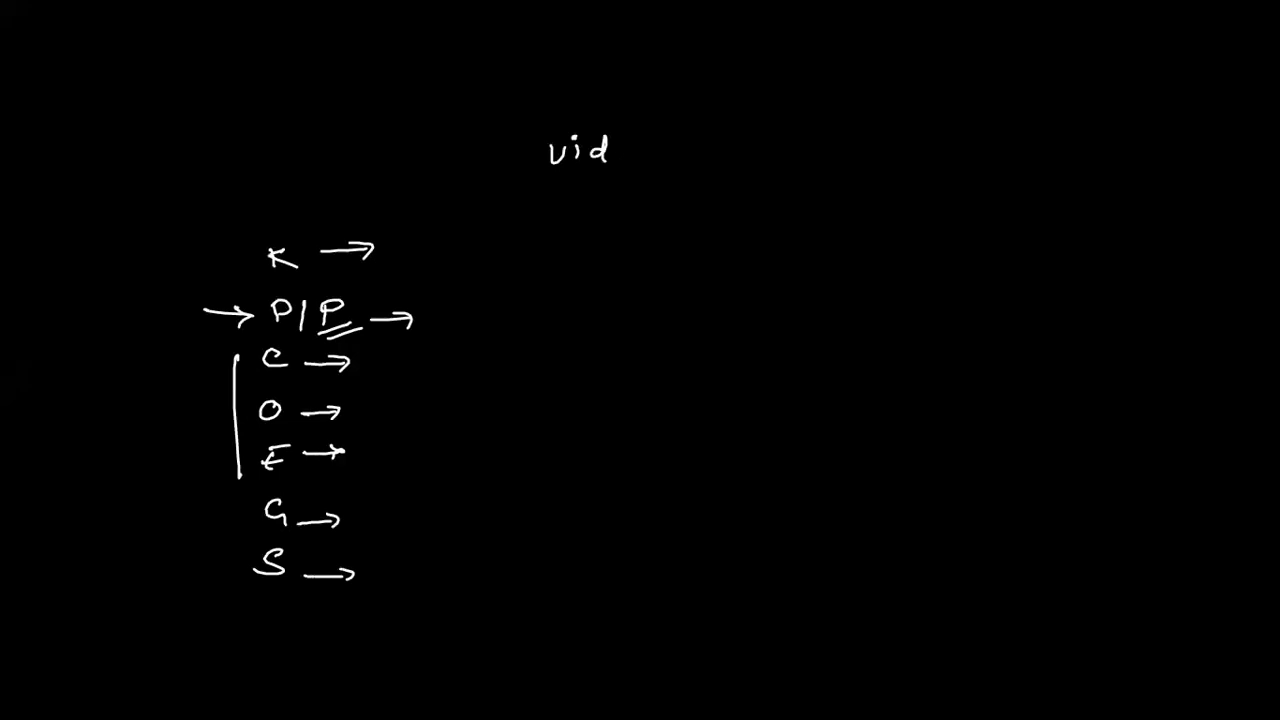 vid
K →
→ P/P →
C →
O →
E →
G →
S →